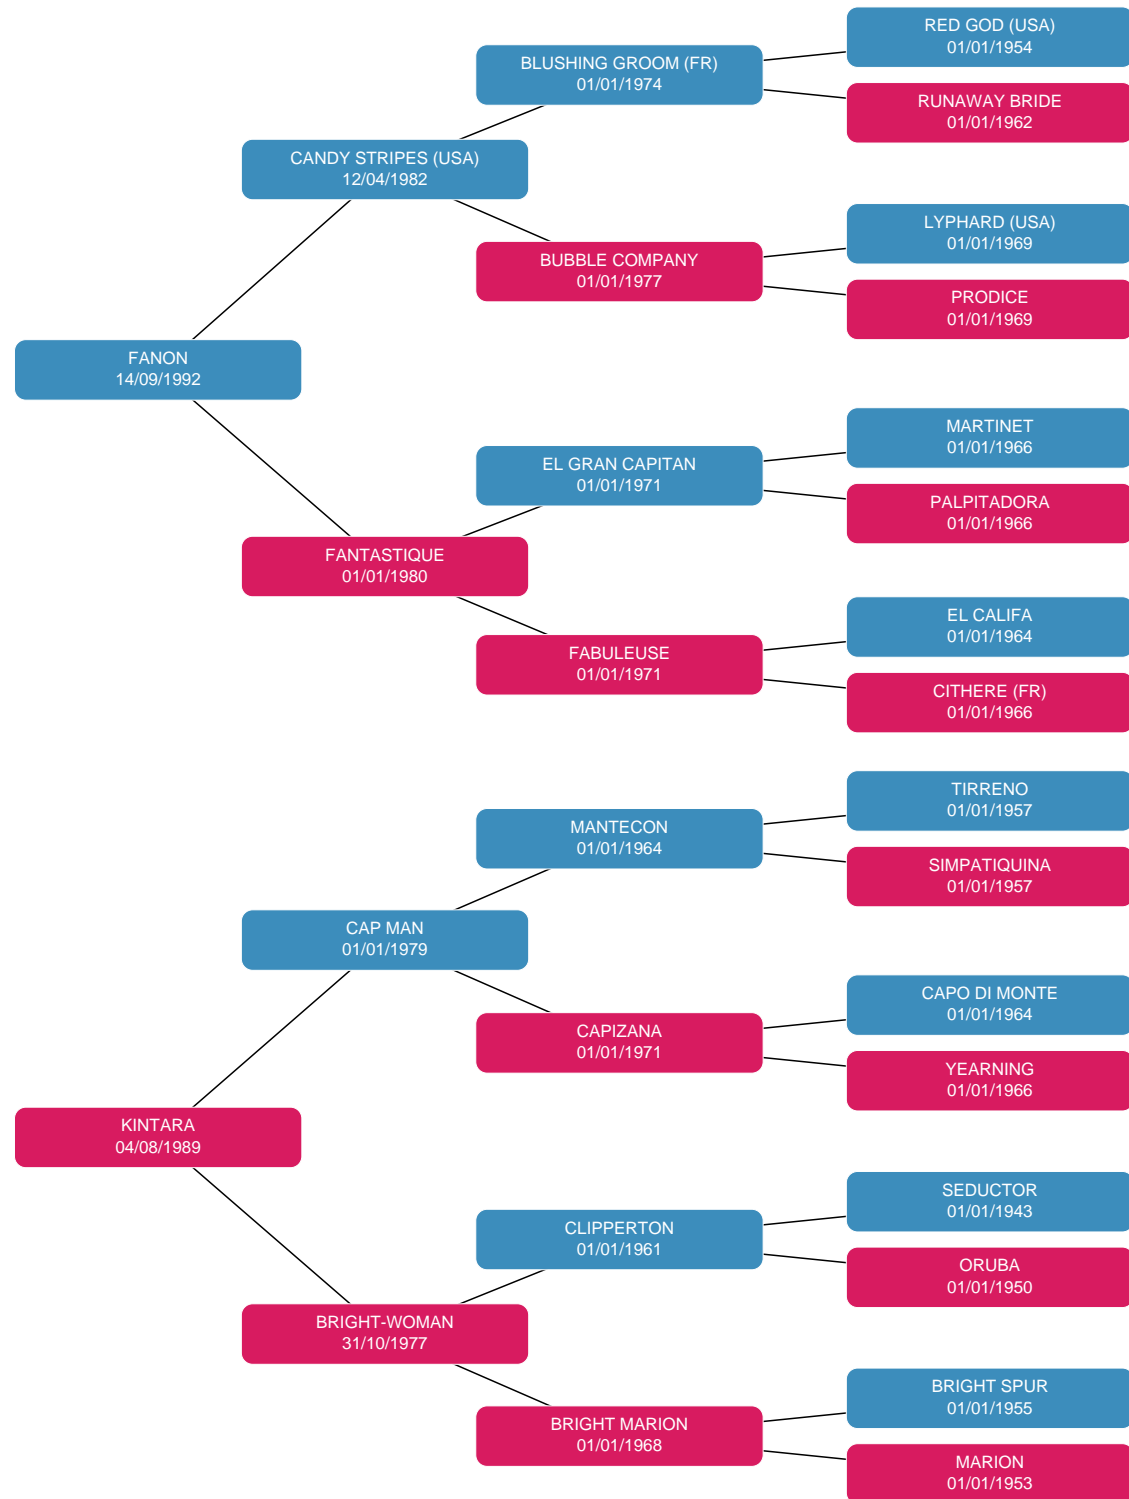 RED GOD (USA)
01/01/1954
BLUSHING GROOM (FR)
01/01/1974
RUNAWAY BRIDE
01/01/1962
CANDY STRIPES (USA)
12/04/1982
LYPHARD (USA)
01/01/1969
BUBBLE COMPANY
01/01/1977
PRODICE
01/01/1969
FANON
14/09/1992
MARTINET
01/01/1966
EL GRAN CAPITAN
01/01/1971
PALPITADORA
01/01/1966
FANTASTIQUE
01/01/1980
EL CALIFA
01/01/1964
FABULEUSE
01/01/1971
CITHERE (FR)
01/01/1966
TIRRENO
01/01/1957
MANTECON
01/01/1964
SIMPATIQUINA
01/01/1957
CAP MAN
01/01/1979
CAPO DI MONTE
01/01/1964
CAPIZANA
01/01/1971
YEARNING
01/01/1966
KINTARA
04/08/1989
SEDUCTOR
01/01/1943
CLIPPERTON
01/01/1961
ORUBA
01/01/1950
BRIGHT-WOMAN
31/10/1977
BRIGHT SPUR
01/01/1955
BRIGHT MARION
01/01/1968
MARION
01/01/1953